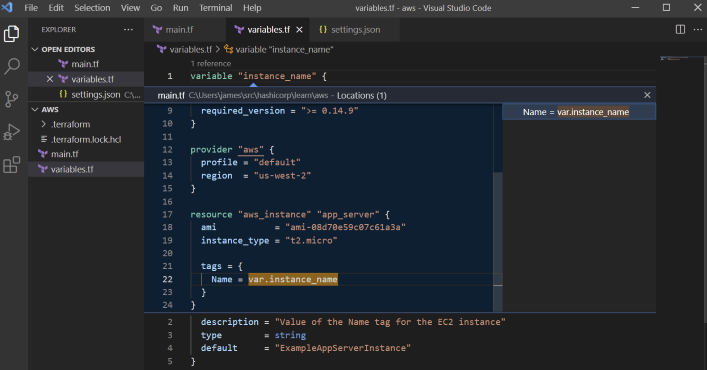 File Edit Selection View Go Run Terminal Help variables.tf - aws - Visual Studio Code
EXPLORER
main.tf variables.tf settings.json
OPEN EDITORS
variables.tf > variable "instance_name"
main.tf
1 reference
variables.tf
1 variable "instance_name" {
settings.json C:\...
main.tf C:\Users\james\src\hashicorp\learn\aws - Locations (1)
AWS
.terraform
.terraform.lock.hcl
main.tf
variables.tf
9 required_version = ">= 0.14.9"
10 }
11
12 provider "aws" {
13 profile = "default"
14 region = "us-west-2"
15 }
16
17 resource "aws_instance" "app_server" {
18 ami = "ami-08d70e59c07c61a3a"
19 instance_type = "t2.micro"
20
21 tags = {
22 Name = var.instance_name
23 }
24 }
Name = var.instance_name
2 description = "Value of the Name tag for the EC2 instance"
3 type = string
4 default = "ExampleAppServerInstance"
5 }